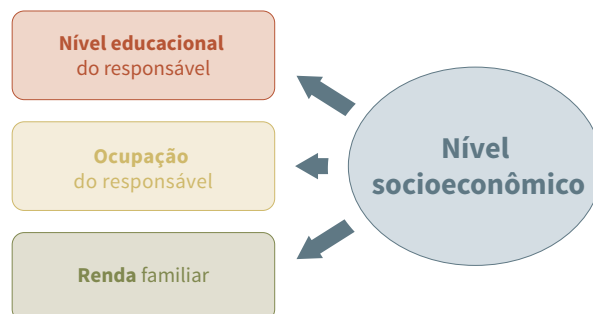 Nível educacional
do responsável
Ocupação
do responsável
Renda familiar
Nível
socioeconômico